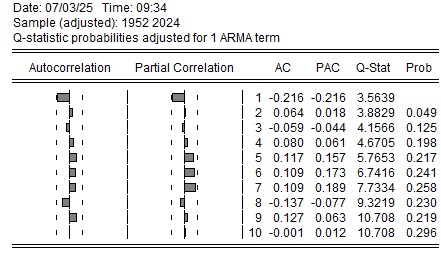 Date: 07/03/25   Time: 09:34
Sample (adjusted): 1952 2024
Q-statistic probabilities adjusted for 1 ARMA term
Autocorrelation   Partial Correlation   AC   PAC   Q-Stat   Prob
1 -0.216 -0.216 3.5639
2 0.064 0.018 3.8829 0.049
3 -0.059 -0.044 4.1566 0.125
4 0.080 0.061 4.6705 0.198
5 0.117 0.157 5.7653 0.217
6 0.109 0.173 6.7416 0.241
7 0.109 0.189 7.7334 0.258
8 -0.137 -0.077 9.3219 0.230
9 0.127 0.063 10.708 0.219
10 -0.001 0.012 10.708 0.296